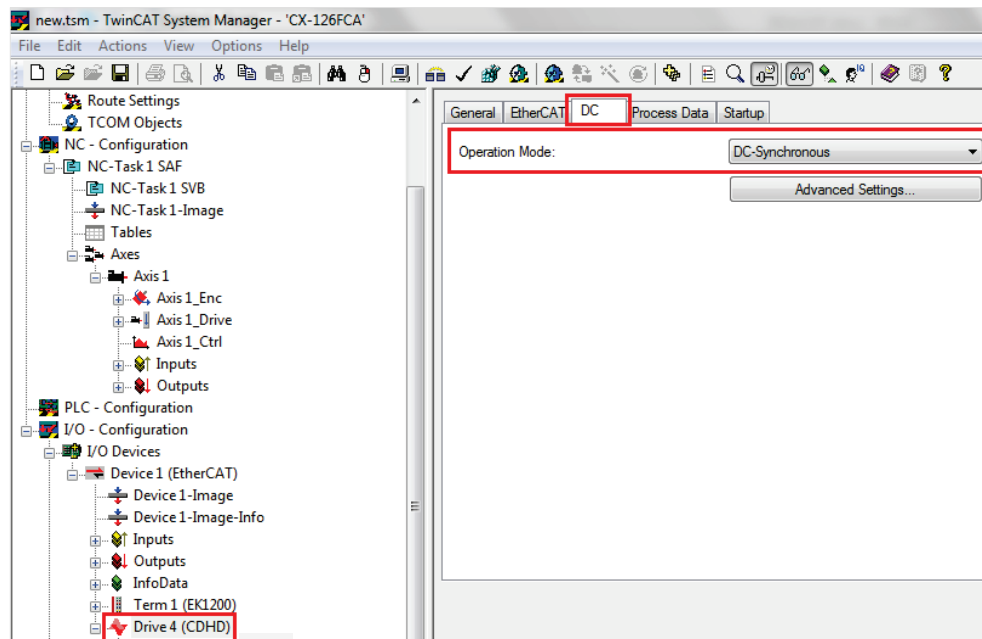 new.tsm - TwinCAT System Manager - 'CX-126FCA'
File Edit Actions View Options Help
Route Settings
TCOM Objects
NC - Configuration
NC-Task 1 SAF
NC-Task 1 SVB
NC-Task 1-Image
Tables
Axes
Axis 1
Axis 1_Enc
Axis 1_Drive
Axis 1_Ctrl
Inputs
Outputs
PLC - Configuration
I/O - Configuration
I/O Devices
Device 1 (EtherCAT)
Device 1-Image
Device 1-Image-Info
Inputs
Outputs
InfoData
Term 1 (EK1200)
Drive 4 (CDHD)
General EtherCAT DC Process Data Startup
Operation Mode: DC-Synchronous
Advanced Settings...